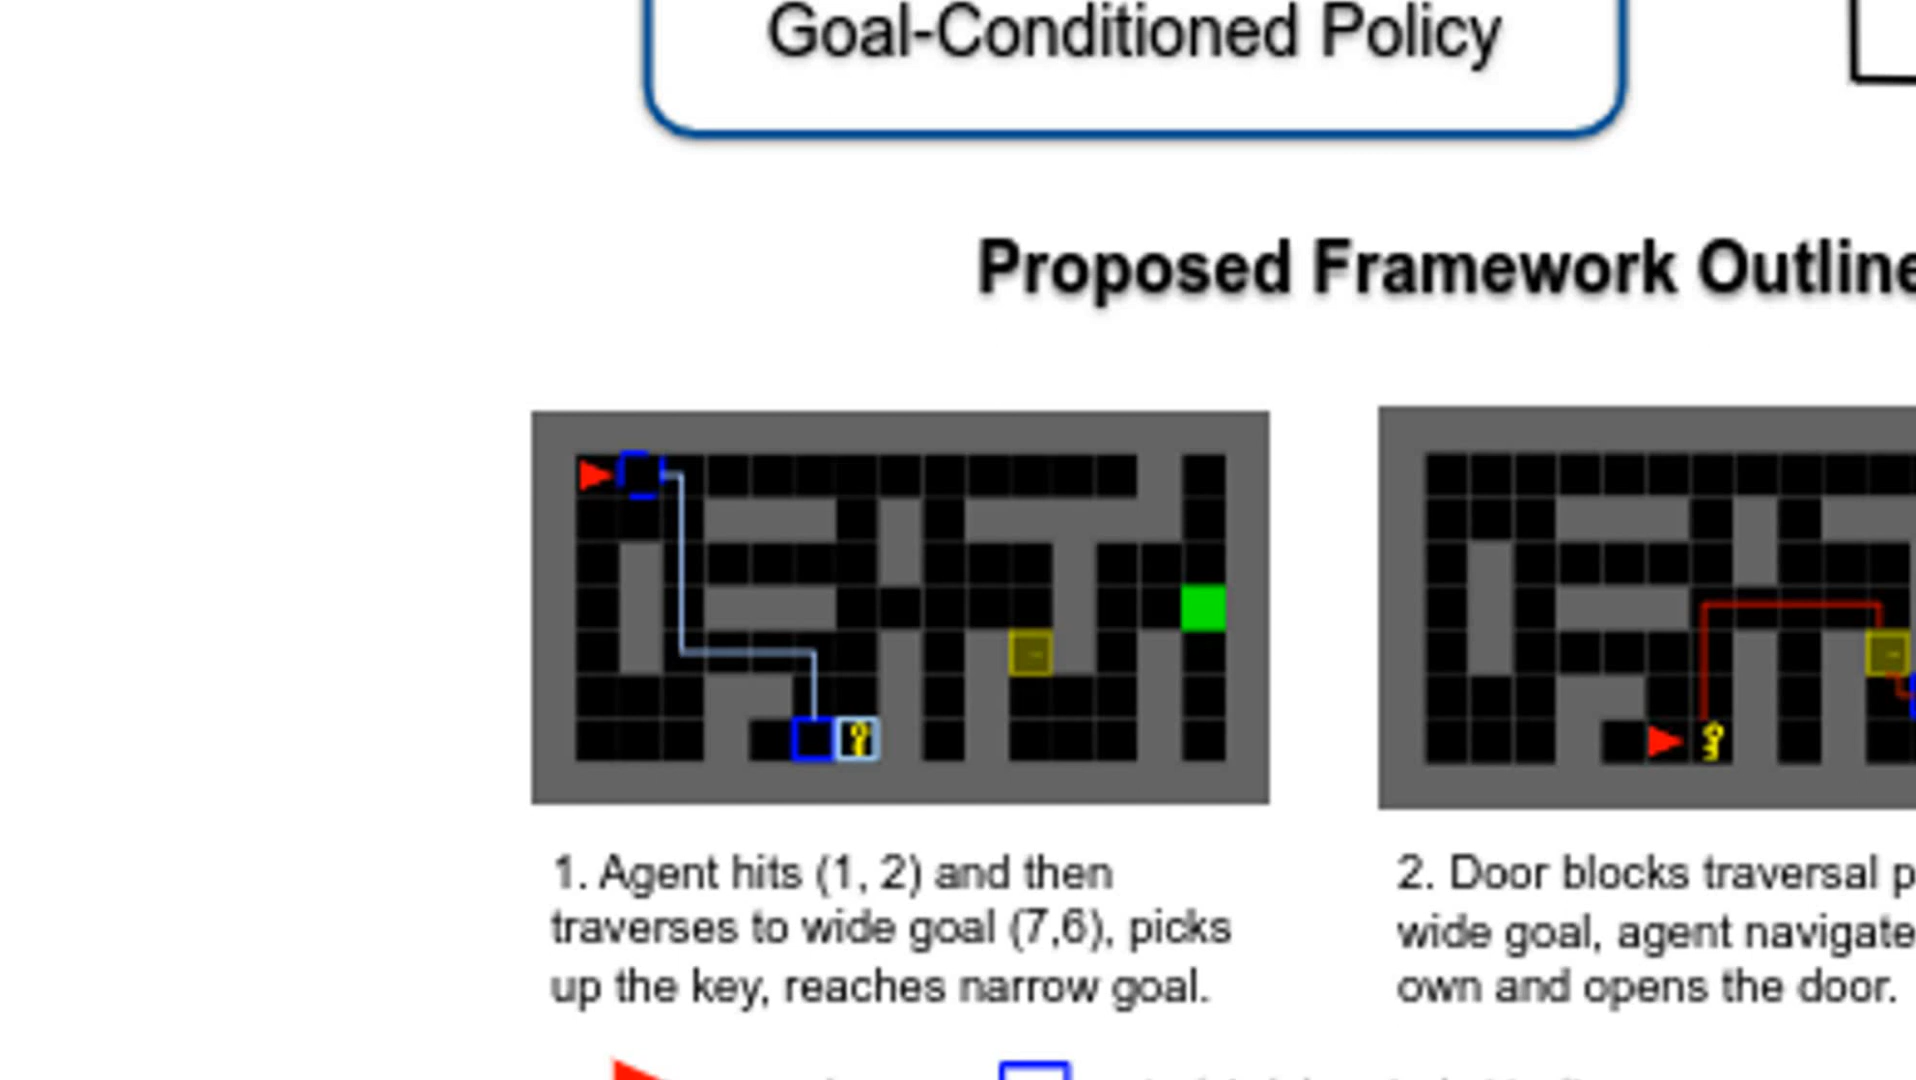 Goal-Conditioned Policy
Proposed Framework Outline
1. Agent hits (1, 2) and then
traverses to wide goal (7,6), picks
up the key, reaches narrow goal.
2. Door blocks traversal p
wide goal, agent navigate
own and opens the door.